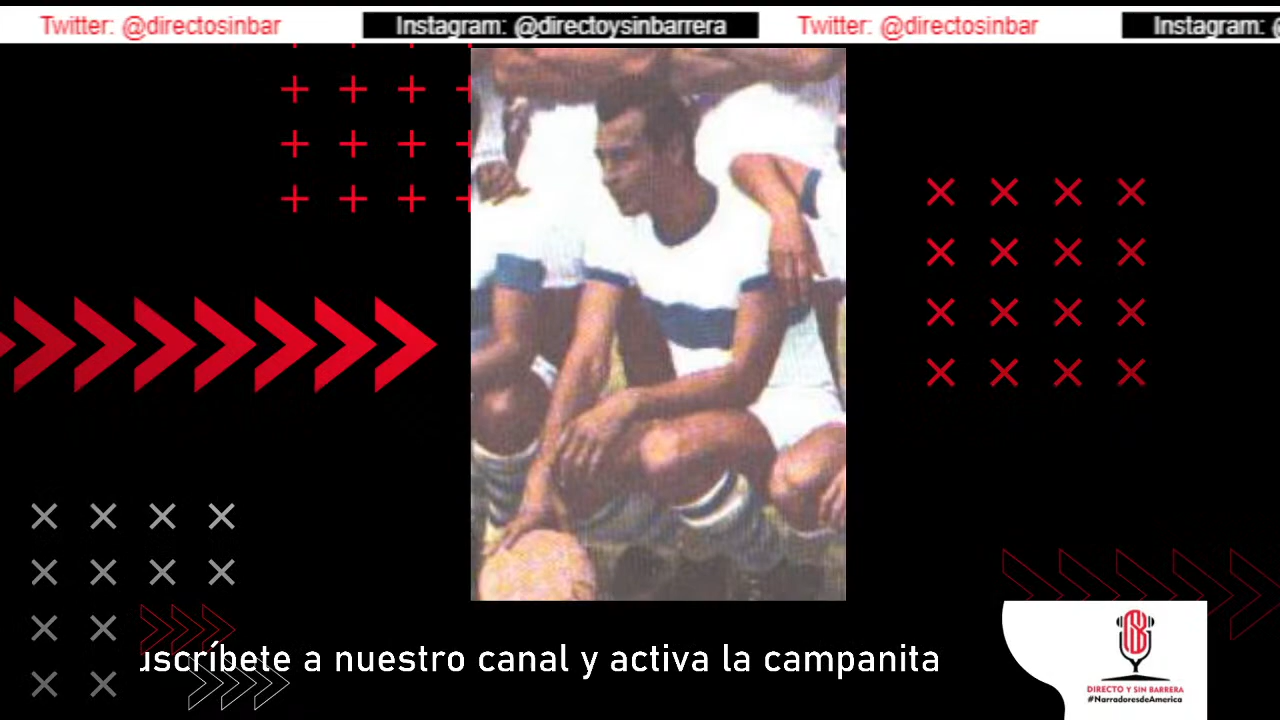 Twitter: @directosinbar Instagram: @directoysinbarrera Twitter: @directosinbar Instagram: @
uscríbete a nuestro canal y activa la campanita
DIRECTO Y SIN BARRERA
#NarradoresdeAmerica